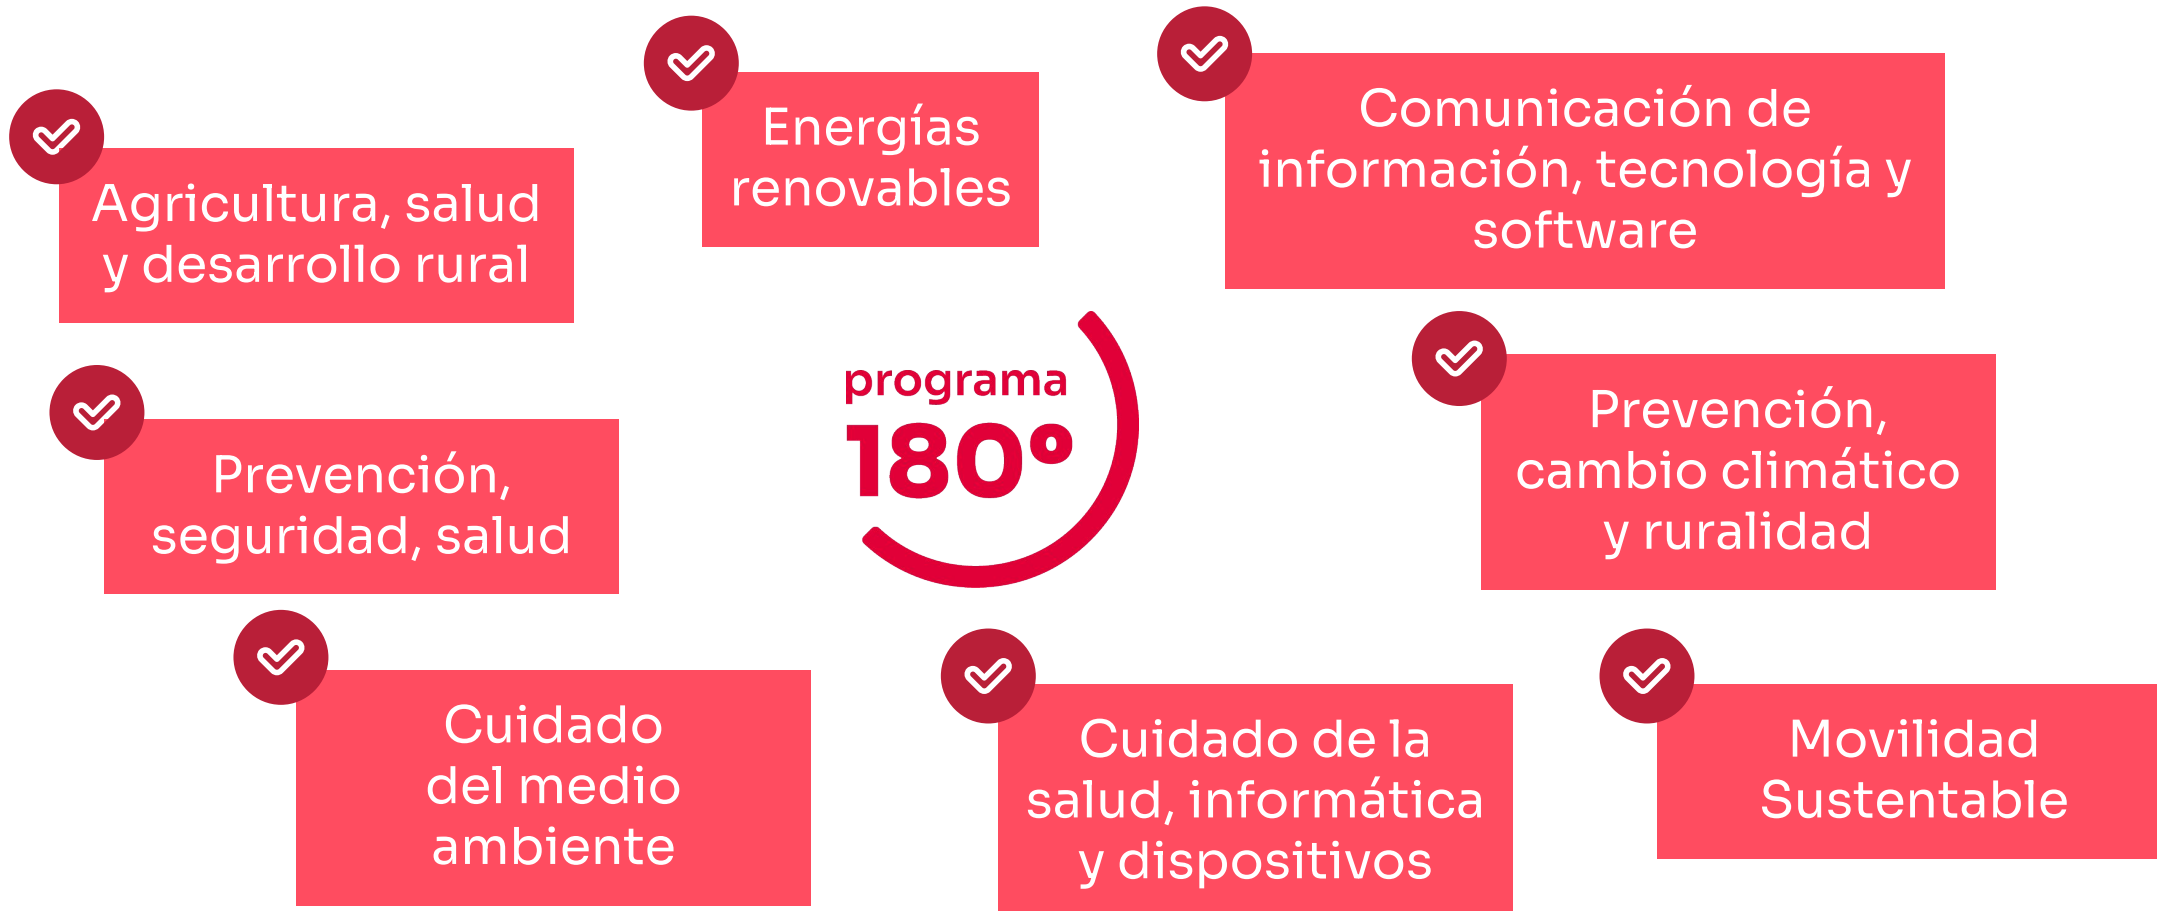 Agricultura, salud
y desarrollo rural
Energías
renovables
Comunicación de
información, tecnología y
software
Prevención,
seguridad, salud
programa
180º
Prevención,
cambio climático
y ruralidad
Cuidado
del medio
ambiente
Cuidado de la
salud, informática
y dispositivos
Movilidad
Sustentable